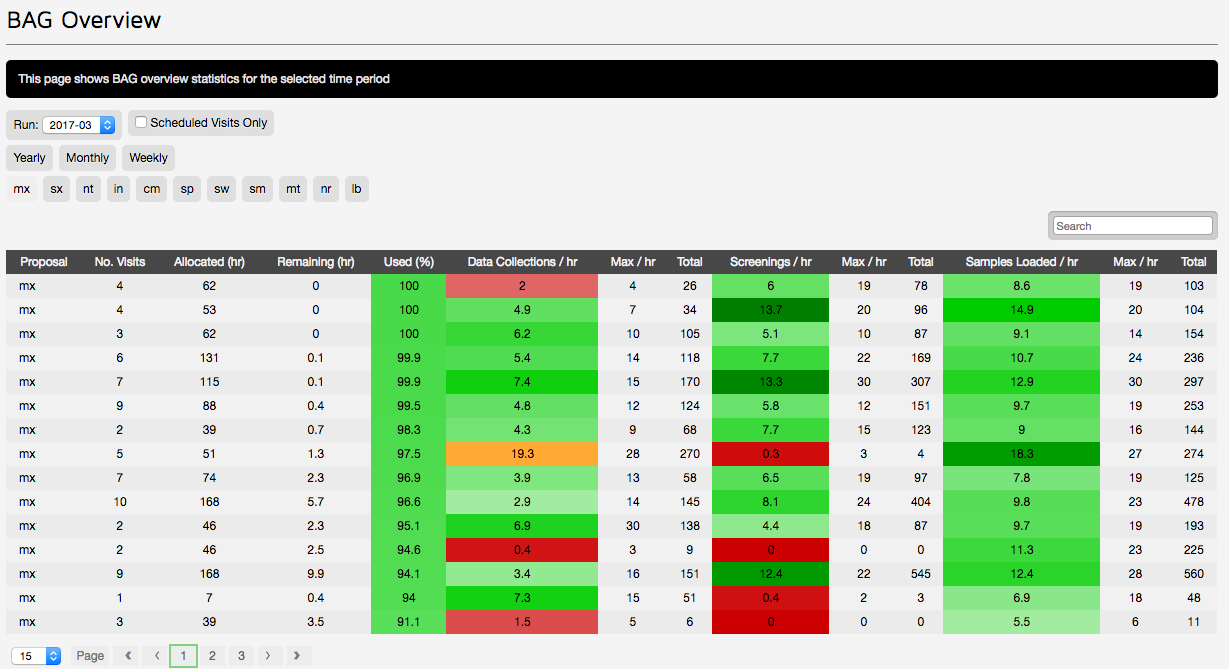 BAG Overview
This page shows BAG overview statistics for the selected time period
Run: 2017-03 Scheduled Visits Only
Yearly Monthly Weekly
mx sx nt in cm sp sw sm mt nr lb
Search
Proposal No. Visits Allocated (hr) Remaining (hr) Used (%) Data Collections / hr Max / hr Total Screenings / hr Max / hr Total Samples Loaded / hr Max / hr Total
mx 4 62 0 100 2 4 26 6 19 78 8.6 19 103
mx 4 53 0 100 4.9 7 34 13.7 20 96 14.9 20 104
mx 3 62 0 100 6.2 10 105 5.1 10 87 9.1 14 154
mx 6 131 0.1 99.9 5.4 14 118 7.7 22 169 10.7 24 236
mx 7 115 0.1 99.9 7.4 15 170 13.3 30 307 12.9 30 297
mx 9 88 0.4 99.5 4.8 12 124 5.8 12 151 9.7 19 253
mx 2 39 0.7 98.3 4.3 9 68 7.7 15 123 9 16 144
mx 5 51 1.3 97.5 19.3 28 270 0.3 3 4 18.3 27 274
mx 7 74 2.3 96.9 3.9 13 58 6.5 19 97 7.8 19 125
mx 10 168 5.7 96.6 2.9 14 145 8.1 24 404 9.8 23 478
mx 2 46 2.3 95.1 6.9 30 138 4.4 18 87 9.7 19 193
mx 2 46 2.5 94.6 0.4 3 9 0 0 0 11.3 23 225
mx 9 168 9.9 94.1 3.4 16 151 12.4 22 545 12.4 28 560
mx 1 7 0.4 94 7.3 15 51 0.4 2 3 6.9 18 48
mx 3 39 3.5 91.1 1.5 5 6 0 0 0 5.5 6 11
15 Page « ‹ 1 2 3 › »